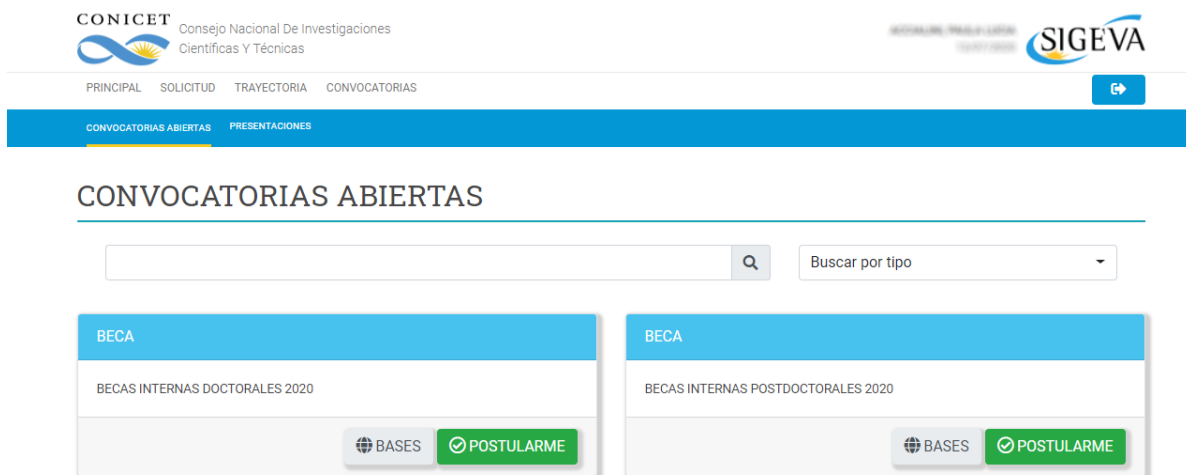 CONICET
Consejo Nacional De Investigaciones
Científicas Y Técnicas
SIGEVA
PRINCIPAL SOLICITUD TRAYECTORIA CONVOCATORIAS
CONVOCATORIAS ABIERTAS PRESENTACIONES
CONVOCATORIAS ABIERTAS
Buscar por tipo
BECA
BECAS INTERNAS DOCTORALES 2020
BASES POSTULARME
BECA
BECAS INTERNAS POSTDOCTORALES 2020
BASES POSTULARME